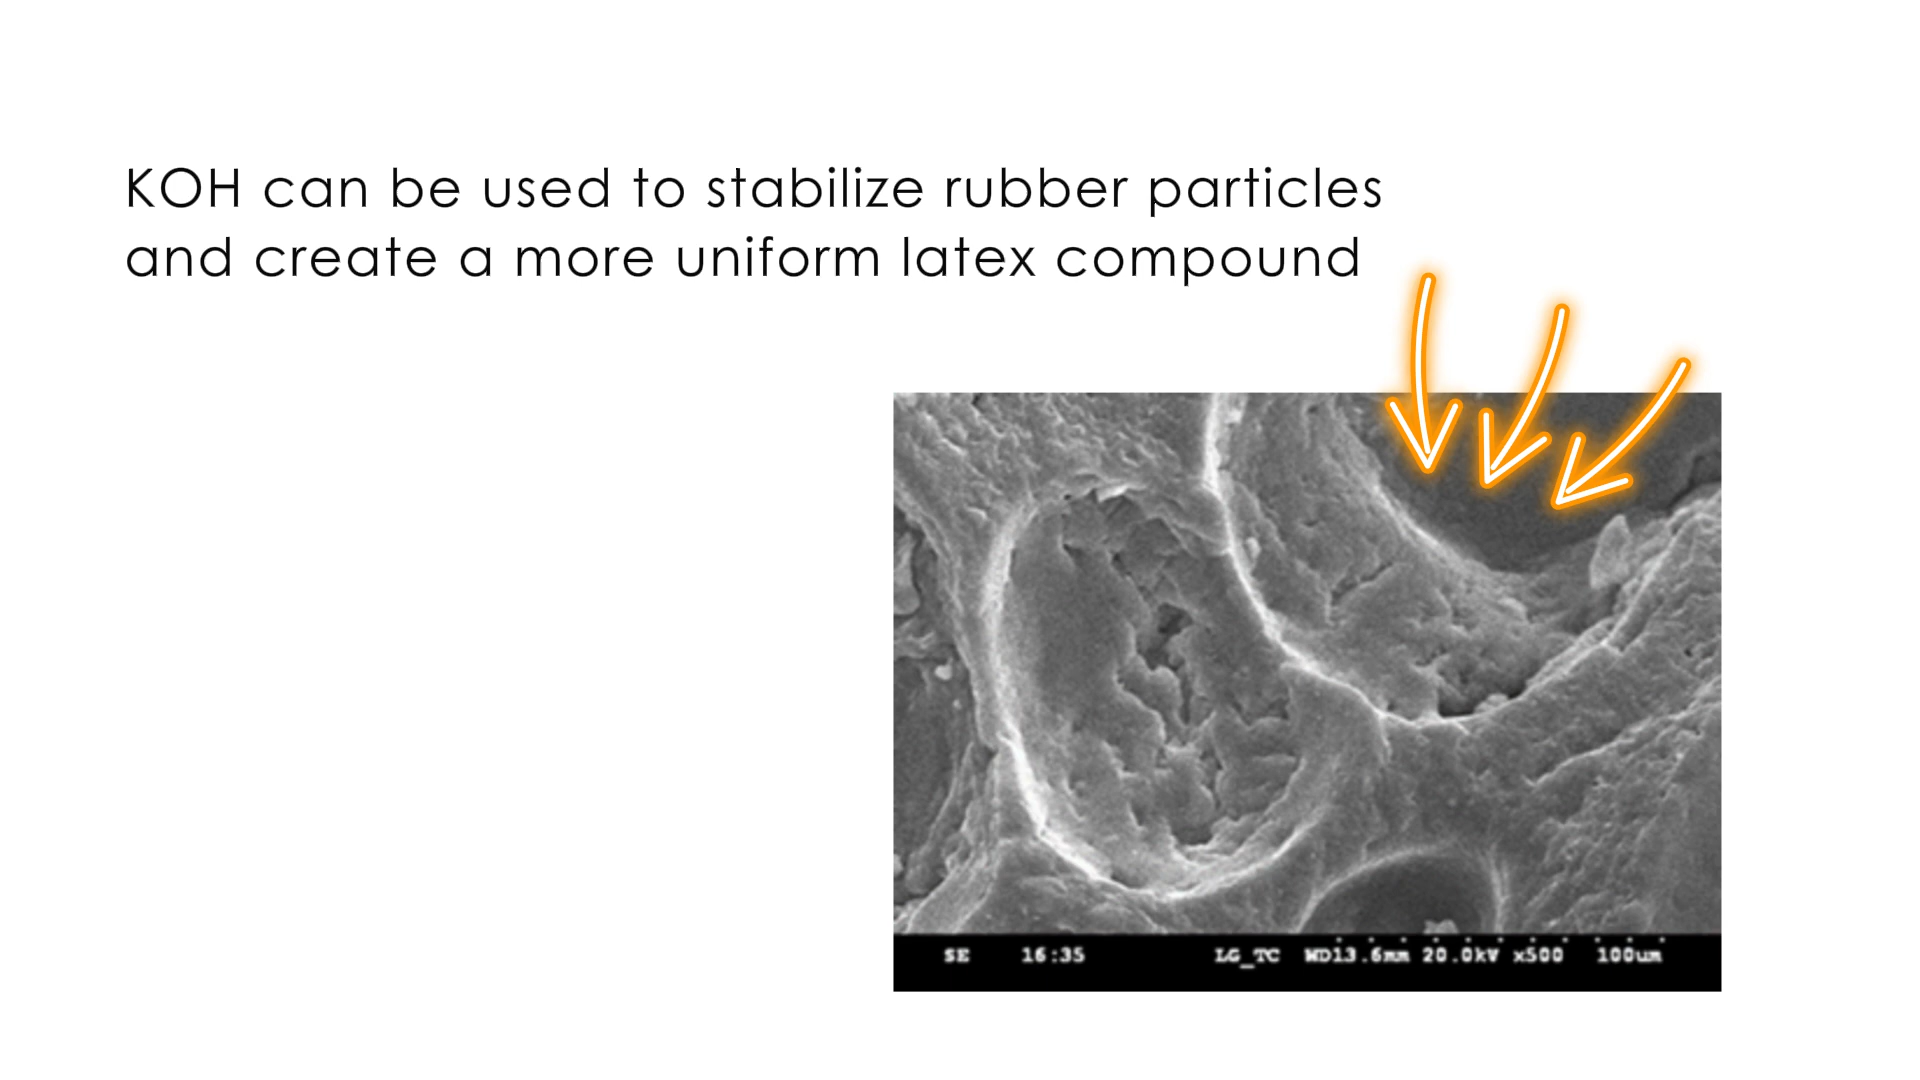 KOH can be used to stabilize rubber particles
and create a more uniform latex compound
SE 16:35 LG_TC WD13.6mm 20.0kV x500 100um